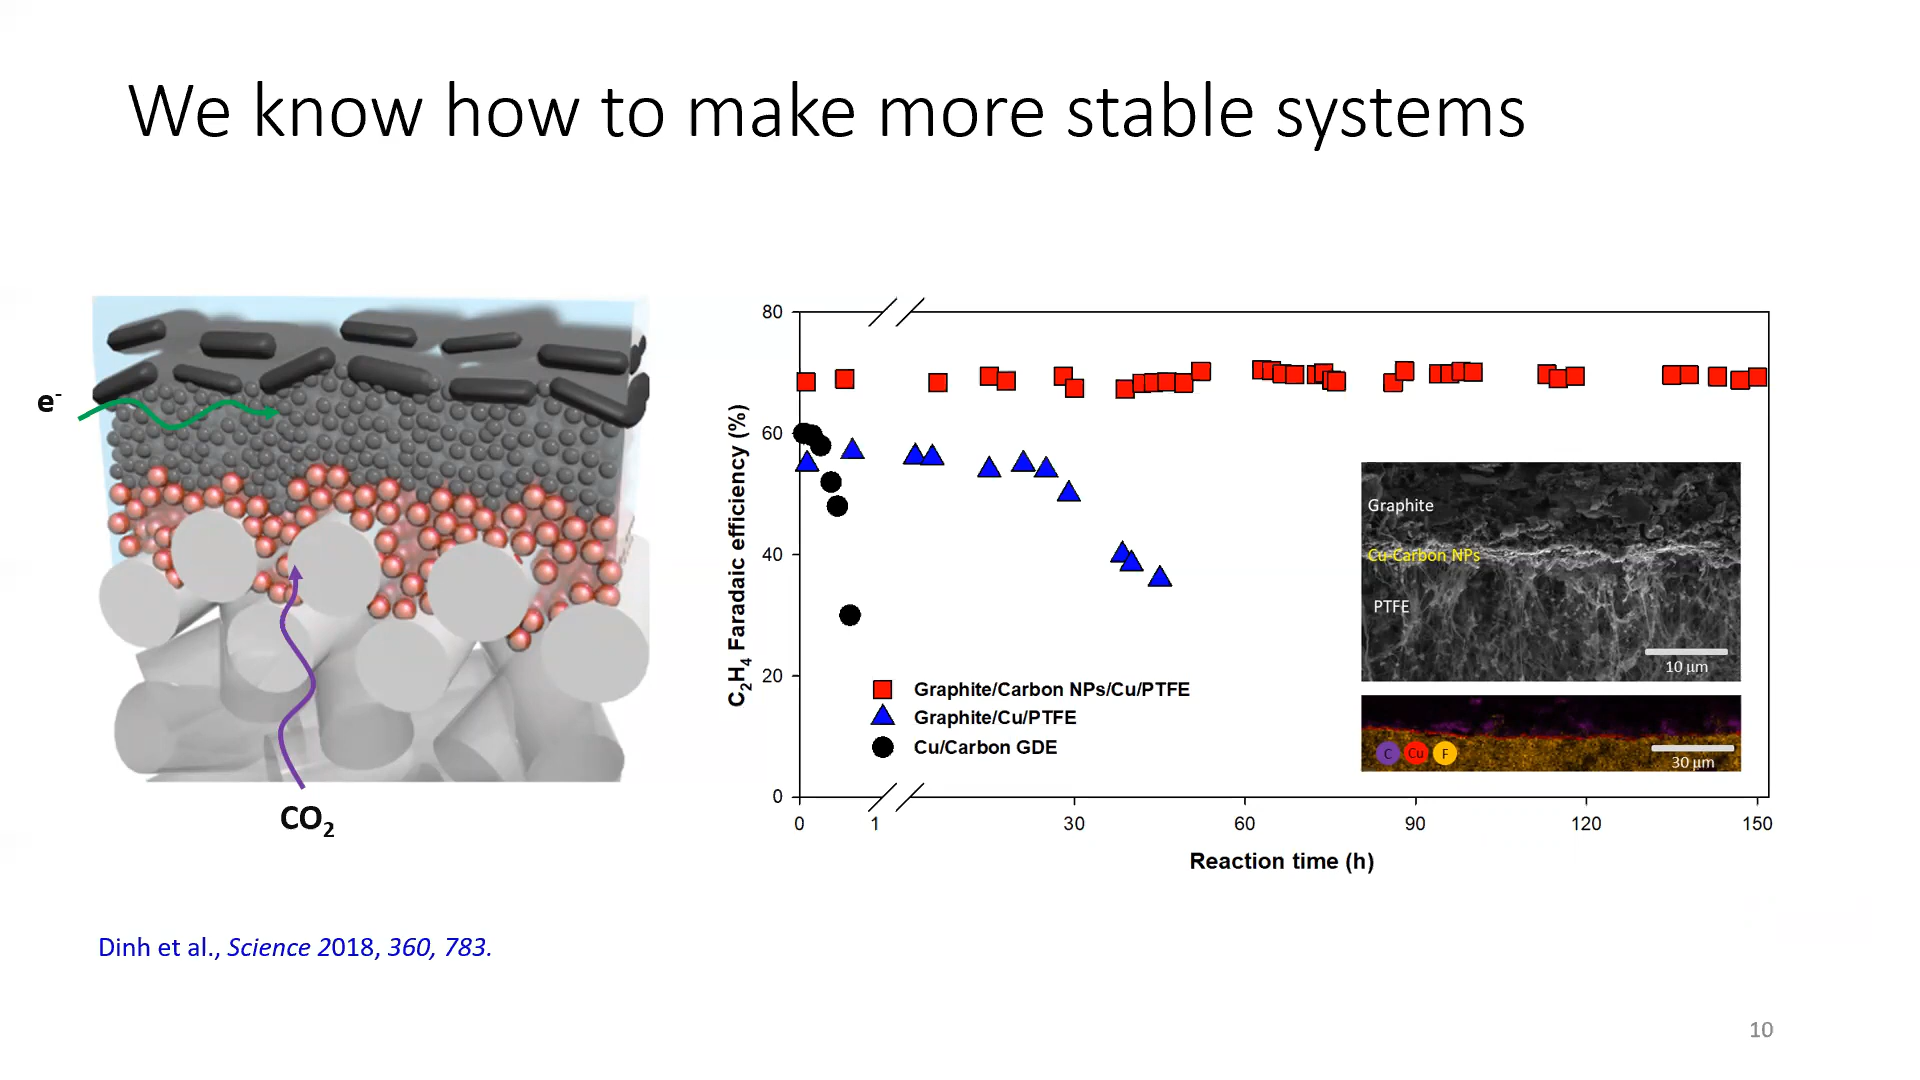 We know how to make more stable systems
e-
CO2
80
60
40
20
0
C2H4 Faradaic efficiency (%)
Graphite/Carbon NPs/Cu/PTFE
Graphite/Cu/PTFE
Cu/Carbon GDE
Graphite
Cu-Carbon NPs
PTFE
10 µm
C Cu F
30 µm
0 1 30 60 90 120 150
Reaction time (h)
Dinh et al., Science 2018, 360, 783.
10